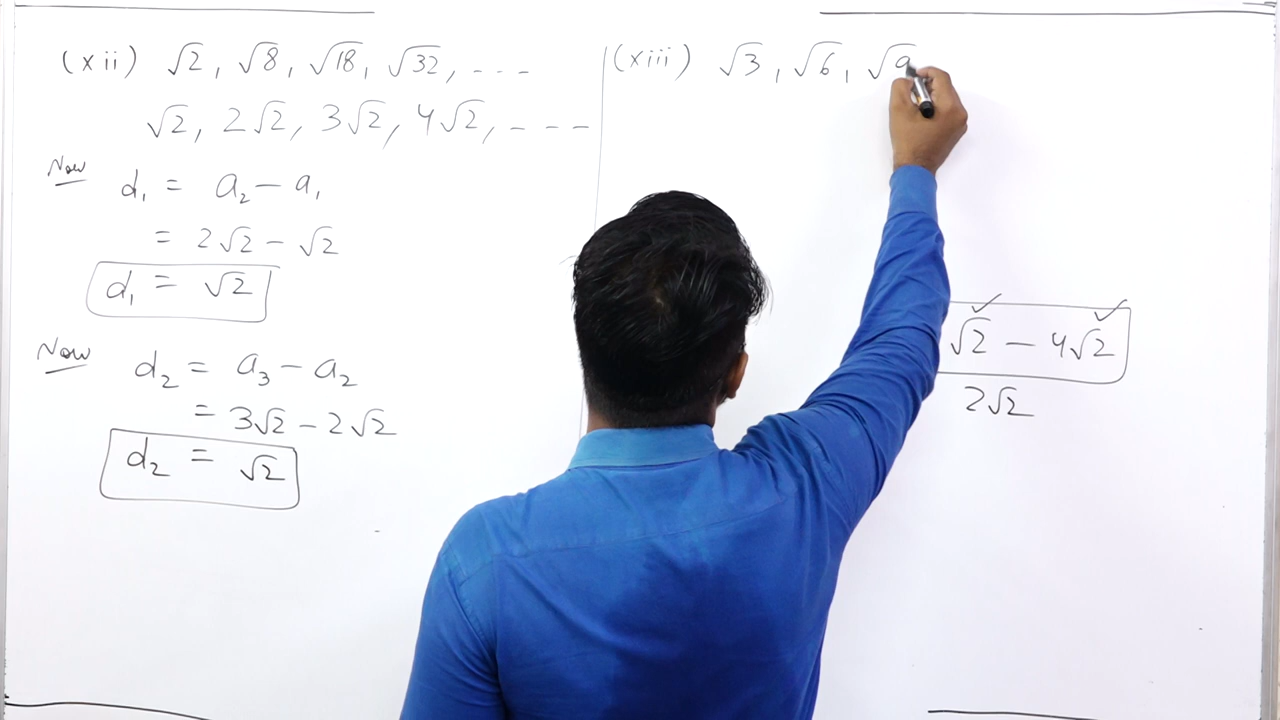 (xii) √2, √8, √18, √32, - - -
√2, 2√2, 3√2, 4√2, - - -
Now d₁ = a₂ - a₁
= 2√2 - √2
d₁ = √2
Now d₂ = a₃ - a₂
= 3√2 - 2√2
d₂ = √2
(xiii) √3, √6, √9
√2 - 4√2
2√2